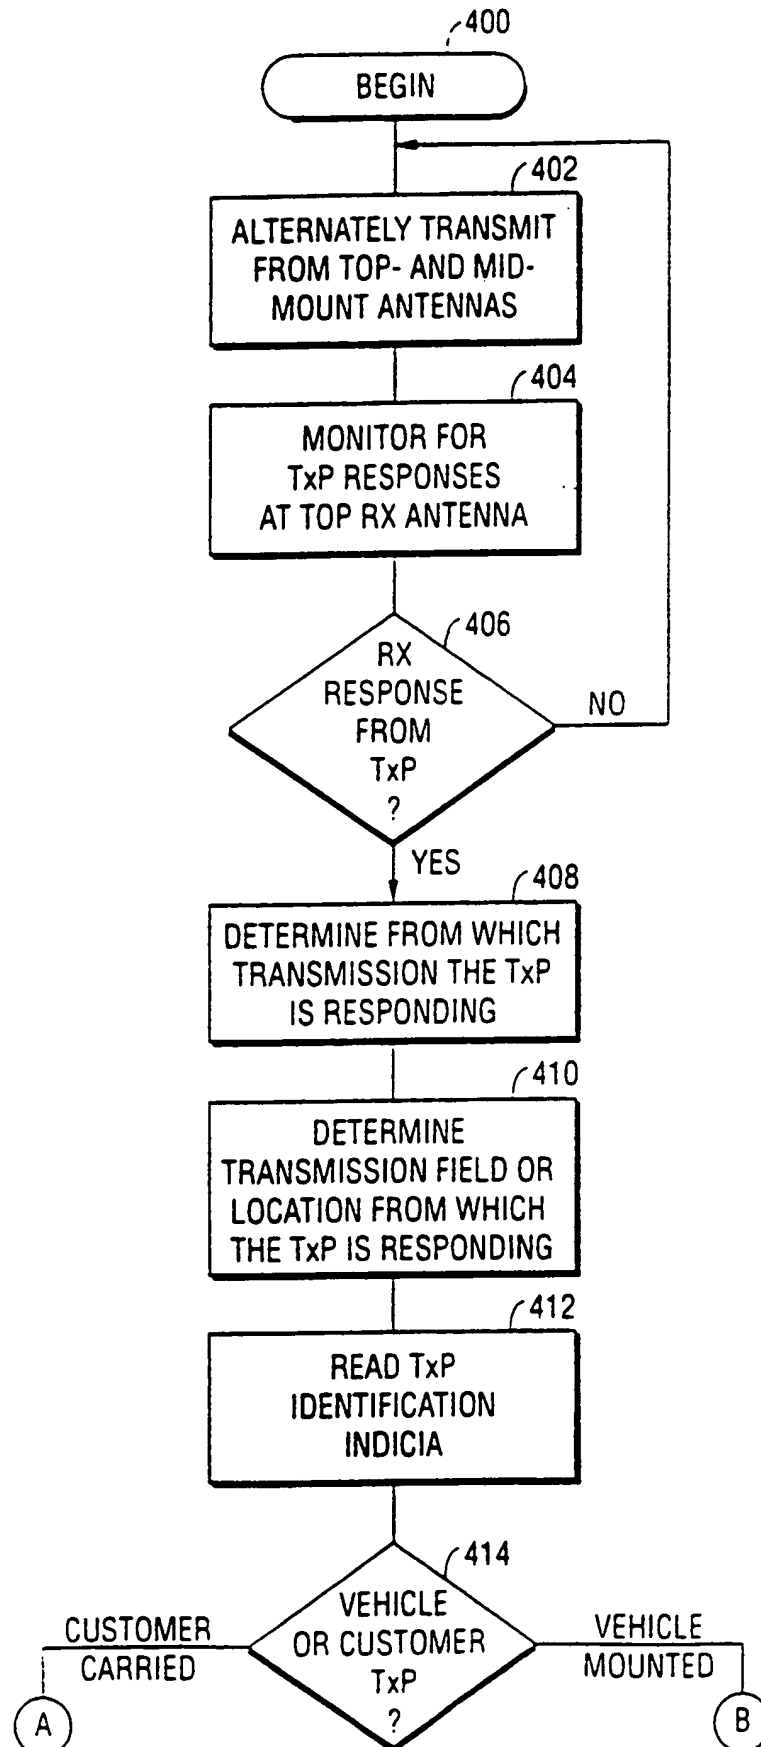 400
BEGIN
402
ALTERNATELY TRANSMIT
FROM TOP- AND MID-
MOUNT ANTENNAS
404
MONITOR FOR
TxP RESPONSES
AT TOP RX ANTENNA
406
RX
RESPONSE
FROM
TxP
?
NO
YES
408
DETERMINE FROM WHICH
TRANSMISSION THE TxP
IS RESPONDING
410
DETERMINE
TRANSMISSION FIELD OR
LOCATION FROM WHICH
THE TxP IS RESPONDING
412
READ TxP
IDENTIFICATION
INDICIA
414
VEHICLE
OR CUSTOMER
TxP
?
CUSTOMER
CARRIED
VEHICLE
MOUNTED
A
B